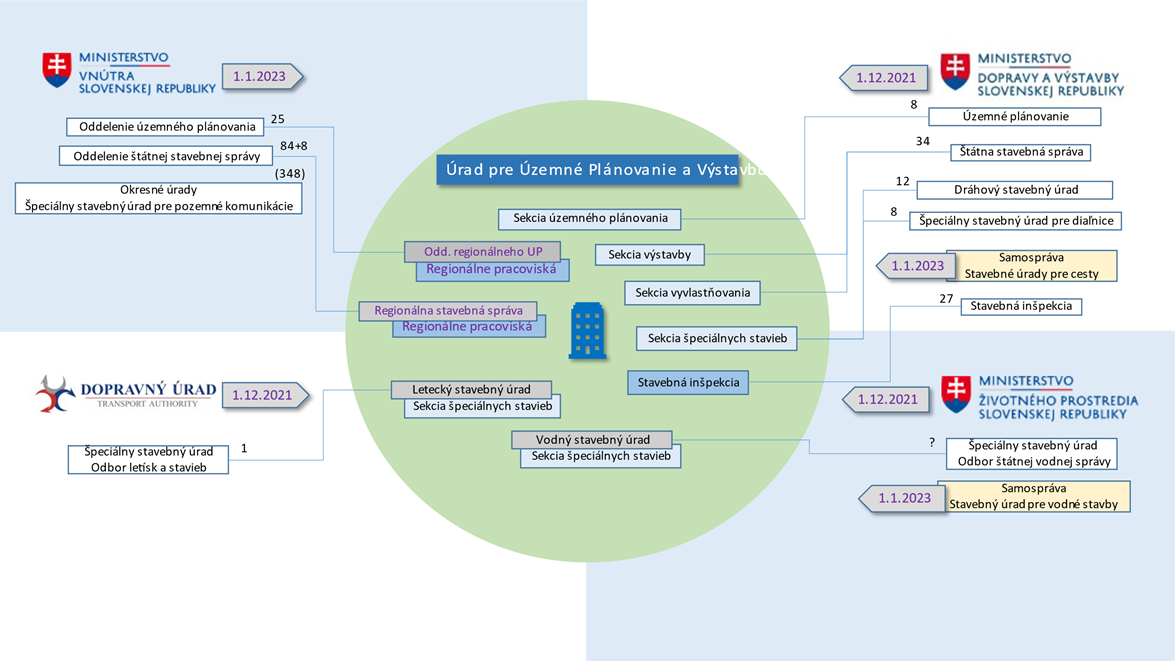 MINISTERSTVO
VNÚTRA
SLOVENSKEJ REPUBLIKY
1.1.2023
Oddelenie územného plánovania
25
Oddelenie štátnej stavebnej správy
84+8
(348)
Okresné úrady
Špeciálny stavebný úrad pre pozemné komunikácie
Úrad pre Územné Plánovanie a Výstavbu
Sekcia územného plánovania
Odd. regionálneho UP
Regionálne pracoviská
Sekcia výstavby
Sekcia vyvlastňovania
Regionálna stavebná správa
Regionálne pracoviská
Sekcia špeciálnych stavieb
Stavebná inšpekcia
Letecký stavebný úrad
Sekcia špeciálnych stavieb
Vodný stavebný úrad
Sekcia špeciálnych stavieb
1.12.2021
MINISTERSTVO
DOPRAVY A VÝSTAVBY
SLOVENSKEJ REPUBLIKY
8
Územné plánovanie
34
Štátna stavebná správa
12
Dráhový stavebný úrad
8
Špeciálny stavebný úrad pre diaľnice
1.1.2023
Samospráva
Stavebné úrady pre cesty
27
Stavebná inšpekcia
DOPRAVNÝ ÚRAD
TRANSPORT AUTHORITY
1.12.2021
Špeciálny stavebný úrad
Odbor letísk a stavieb
1
1.12.2021
MINISTERSTVO
ŽIVOTNÉHO PROSTREDIA
SLOVENSKEJ REPUBLIKY
?
Špeciálny stavebný úrad
Odbor štátnej vodnej správy
1.1.2023
Samospráva
Stavebný úrad pre vodné stavby